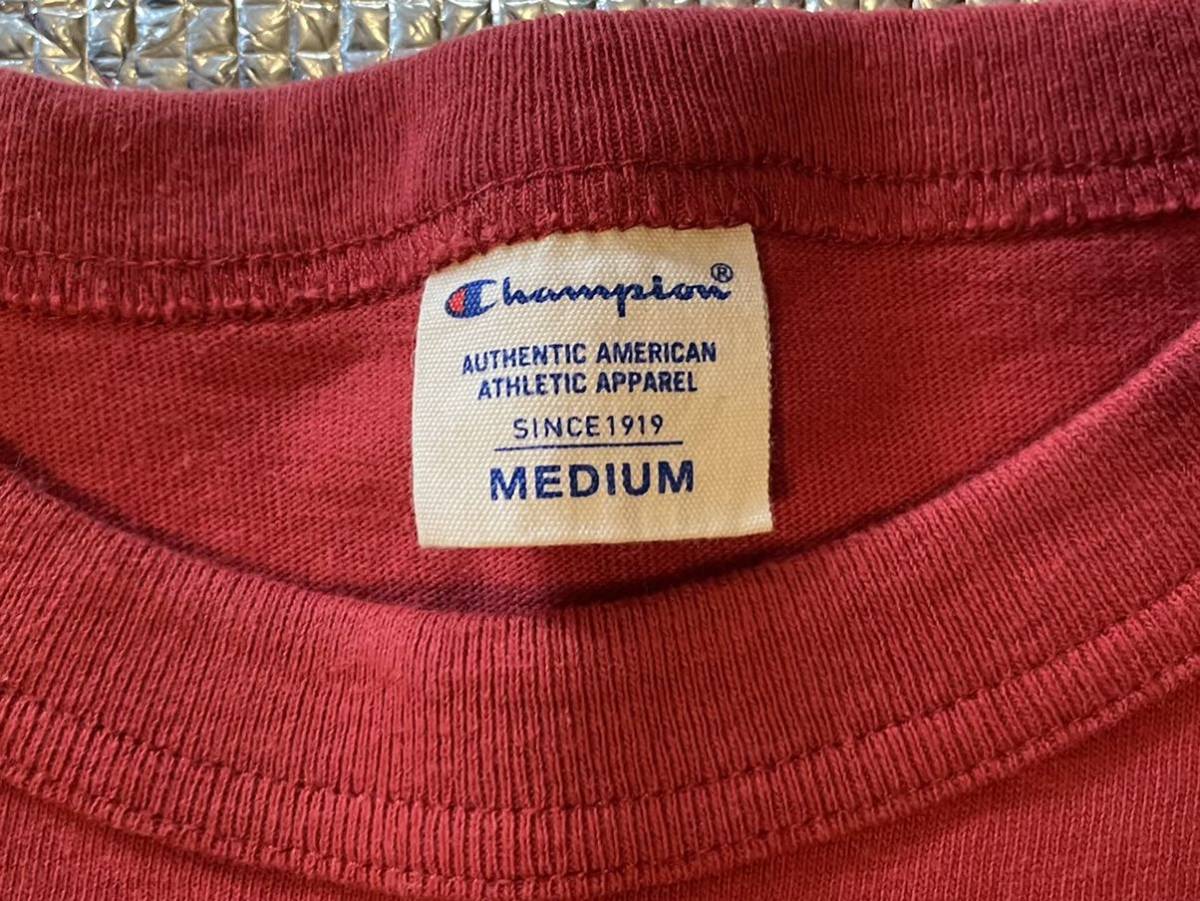 Champion®
AUTHENTIC AMERICAN
ATHLETIC APPAREL
SINCE1919
MEDIUM